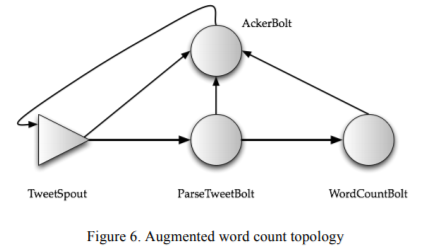 AckerBolt
TweetSpout
ParseTweetBolt
WordCountBolt
Figure 6. Augmented word count topology